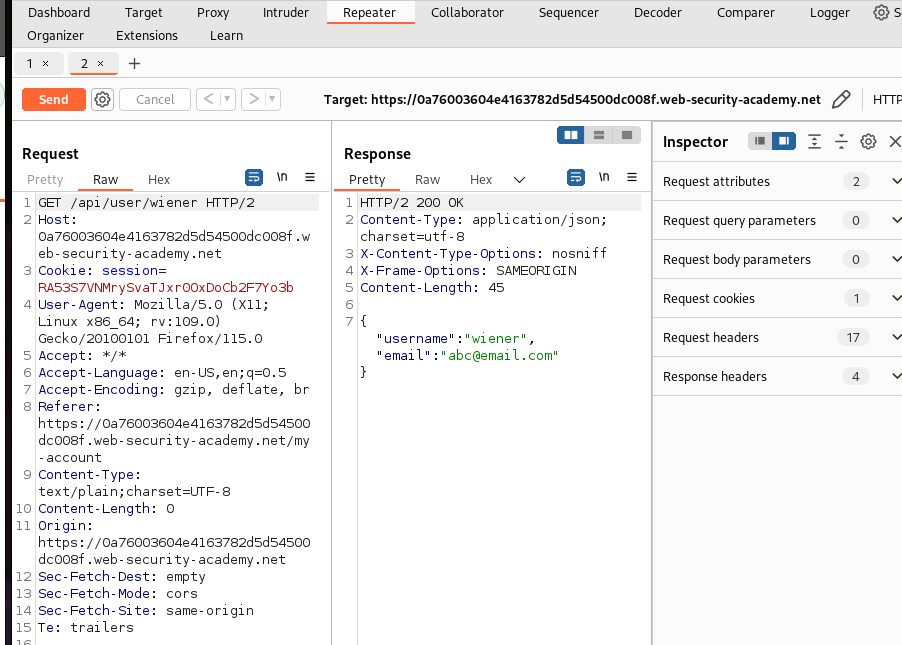 Dashboard Target Proxy Intruder Repeater Collaborator Sequencer Decoder Comparer Logger
Organizer Extensions Learn
1 × 2 × +
Send Cancel < > Target: https://0a76003604e4163782d5d54500dc008f.web-security-academy.net HTTP
Request
Pretty Raw Hex \n
1 GET /api/user/wiener HTTP/2
2 Host:
0a76003604e4163782d5d54500dc008f.w
eb-security-academy.net
3 Cookie: session=
RA53S7VNMrySvaTJxr0OxDoCb2F7Yo3b
4 User-Agent: Mozilla/5.0 (X11;
Linux x86_64; rv:109.0)
Gecko/20100101 Firefox/115.0
5 Accept: */*
6 Accept-Language: en-US,en;q=0.5
7 Accept-Encoding: gzip, deflate, br
8 Referer:
https://0a76003604e4163782d5d54500
dc008f.web-security-academy.net/my
-account
9 Content-Type:
text/plain;charset=UTF-8
10 Content-Length: 0
11 Origin:
https://0a76003604e4163782d5d54500
dc008f.web-security-academy.net
12 Sec-Fetch-Dest: empty
13 Sec-Fetch-Mode: cors
14 Sec-Fetch-Site: same-origin
15 Te: trailers
16
Response
Pretty Raw Hex \n
1 HTTP/2 200 OK
2 Content-Type: application/json;
charset=utf-8
3 X-Content-Type-Options: nosniff
4 X-Frame-Options: SAMEORIGIN
5 Content-Length: 45
6
7 {
"username":"wiener",
"email":"abc@email.com"
}
Inspector
Request attributes 2
Request query parameters 0
Request body parameters 0
Request cookies 1
Request headers 17
Response headers 4